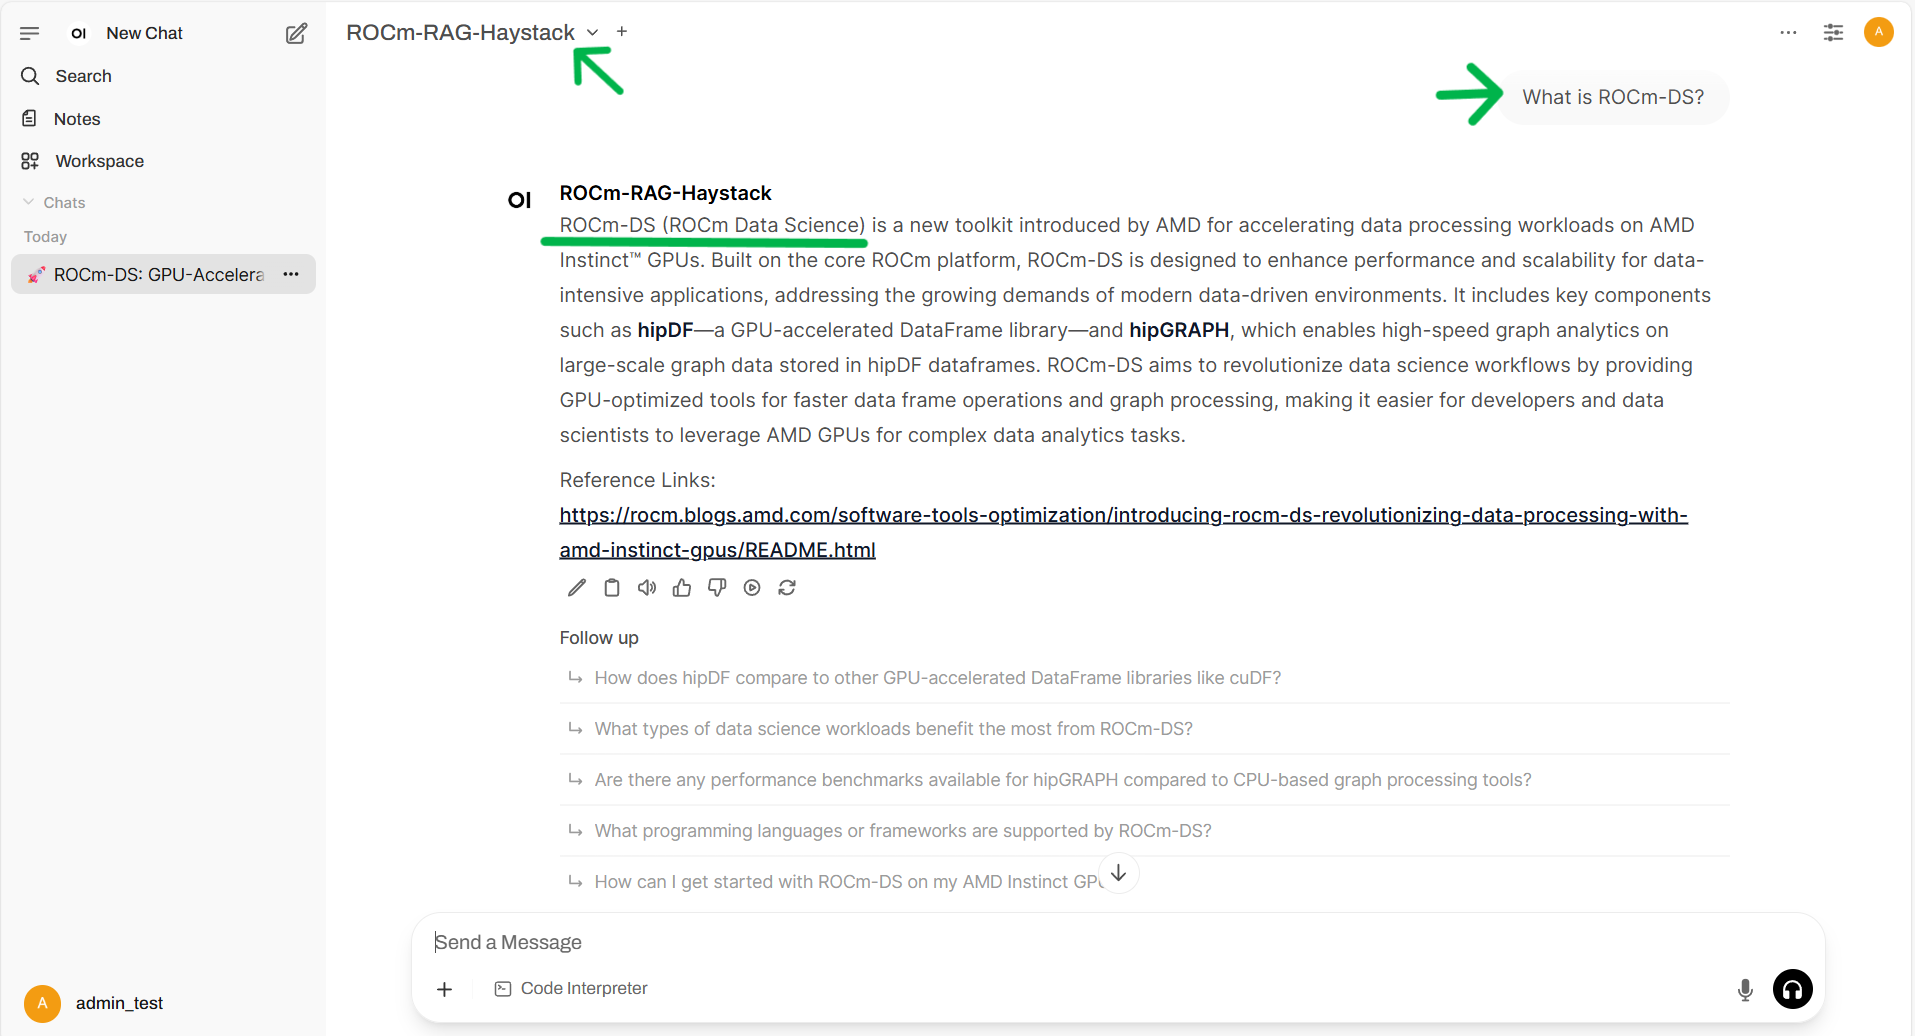 OI New Chat
Search
Notes
Workspace
Chats
Today
🚀 ROCm-DS: GPU-Accelera
A admin_test
ROCm-RAG-Haystack
A
What is ROCm-DS?
OI ROCm-RAG-Haystack
ROCm-DS (ROCm Data Science) is a new toolkit introduced by AMD for accelerating data processing workloads on AMD
Instinct™ GPUs. Built on the core ROCm platform, ROCm-DS is designed to enhance performance and scalability for data-
intensive applications, addressing the growing demands of modern data-driven environments. It includes key components
such as hipDF—a GPU-accelerated DataFrame library—and hipGRAPH, which enables high-speed graph analytics on
large-scale graph data stored in hipDF dataframes. ROCm-DS aims to revolutionize data science workflows by providing
GPU-optimized tools for faster data frame operations and graph processing, making it easier for developers and data
scientists to leverage AMD GPUs for complex data analytics tasks.
Reference Links:
https://rocm.blogs.amd.com/software-tools-optimization/introducing-rocm-ds-revolutionizing-data-processing-with-
amd-instinct-gpus/README.html
Follow up
How does hipDF compare to other GPU-accelerated DataFrame libraries like cuDF?
What types of data science workloads benefit the most from ROCm-DS?
Are there any performance benchmarks available for hipGRAPH compared to CPU-based graph processing tools?
What programming languages or frameworks are supported by ROCm-DS?
How can I get started with ROCm-DS on my AMD Instinct
Send a Message
Code Interpreter